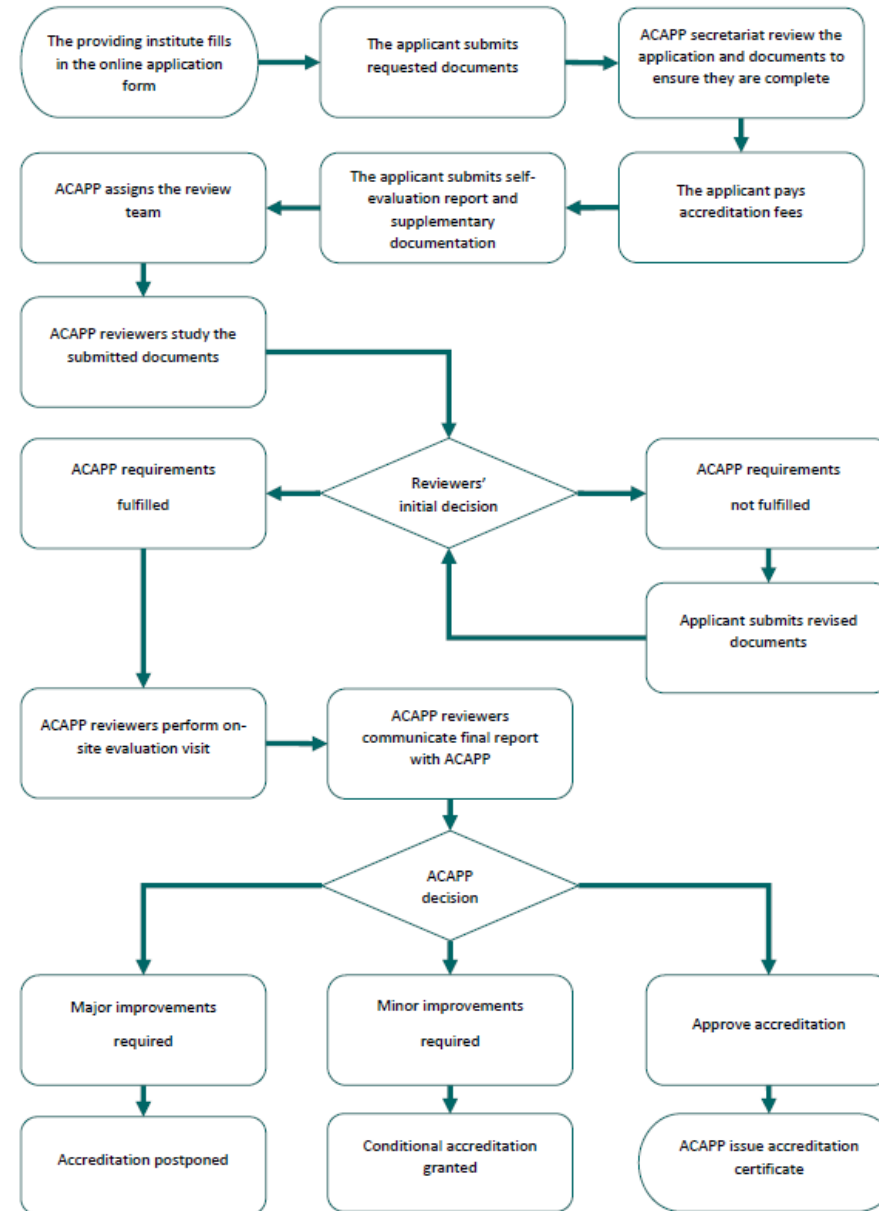 The providing institute fills
in the online application
form
The applicant submits
requested documents
ACAPP secretariat review the
application and documents to
ensure they are complete
ACAPP assigns the review
team
The applicant submits self-
evaluation report and
supplementary
documentation
The applicant pays
accreditation fees
ACAPP reviewers study the
submitted documents
ACAPP requirements
fulfilled
Reviewers’
initial decision
ACAPP requirements
not fulfilled
Applicant submits revised
documents
ACAPP reviewers perform on-
site evaluation visit
ACAPP reviewers
communicate final report
with ACAPP
ACAPP
decision
Major improvements
required
Minor improvements
required
Approve accreditation
Accreditation postponed
Conditional accreditation
granted
ACAPP issue accreditation
certificate